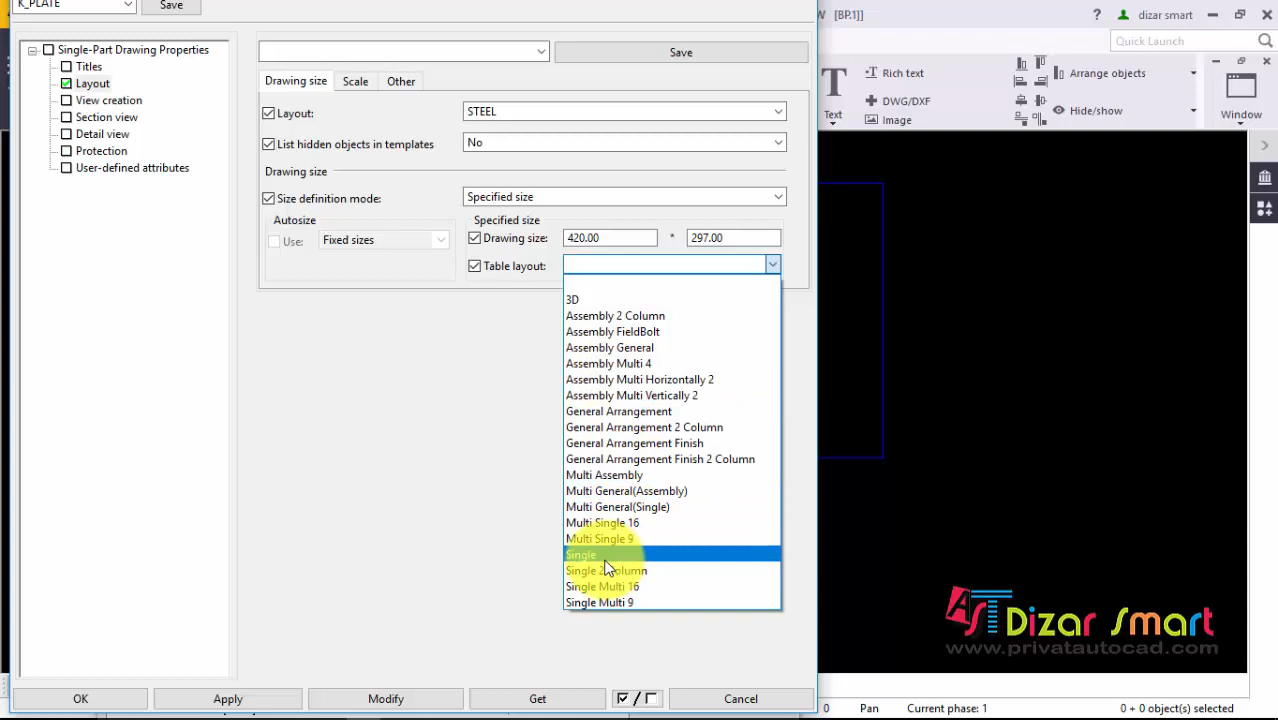 K_PLATE
Save
W [BP.1]]
dizar smart
Quick Launch
Single-Part Drawing Properties
Titles
Layout
View creation
Section view
Detail view
Protection
User-defined attributes
Save
Drawing size
Scale
Other
Layout:
STEEL
List hidden objects in templates
No
Drawing size
Size definition mode:
Specified size
Autosize
Use:
Fixed sizes
Specified size
Drawing size:
420.00
*
297.00
Table layout:
3D
Assembly 2 Column
Assembly FieldBolt
Assembly General
Assembly Multi 4
Assembly Multi Horizontally 2
Assembly Multi Vertically 2
General Arrangement
General Arrangement 2 Column
General Arrangement Finish
General Arrangement Finish 2 Column
Multi Assembly
Multi General(Assembly)
Multi General(Single)
Multi Single 16
Multi Single 9
Single
Single 2 Column
Single Multi 16
Single Multi 9
OK
Apply
Modify
Get
/
Cancel
T
Text
Rich text
DWG/DXF
Image
Arrange objects
Hide/show
Window
AST Dizar Smart
www.privatautocad.com
0
Pan
Current phase: 1
0 + 0 object(s) selected